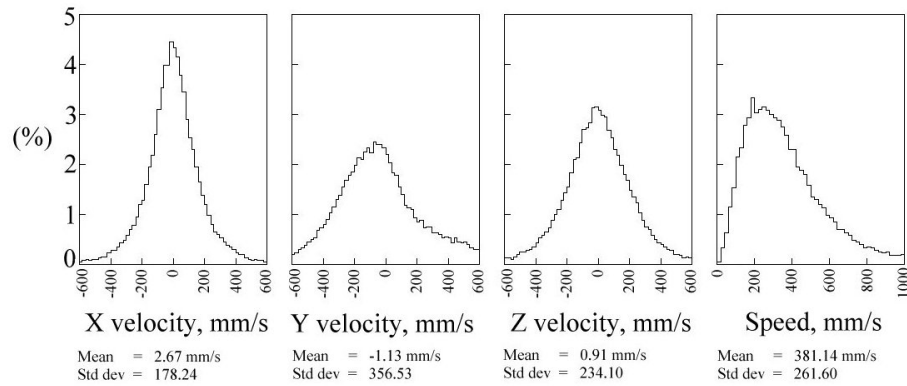 5
4
3
(%)
2
1
0
-600 -400 -200 0 200 400 600
-600 -400 -200 0 200 400 600
-600 -400 -200 0 200 400 600
0 200 400 600 800 1000
X velocity, mm/s
Y velocity, mm/s
Z velocity, mm/s
Speed, mm/s
Mean = 2.67 mm/s
Std dev = 178.24
Mean = -1.13 mm/s
Std dev = 356.53
Mean = 0.91 mm/s
Std dev = 234.10
Mean = 381.14 mm/s
Std dev = 261.60